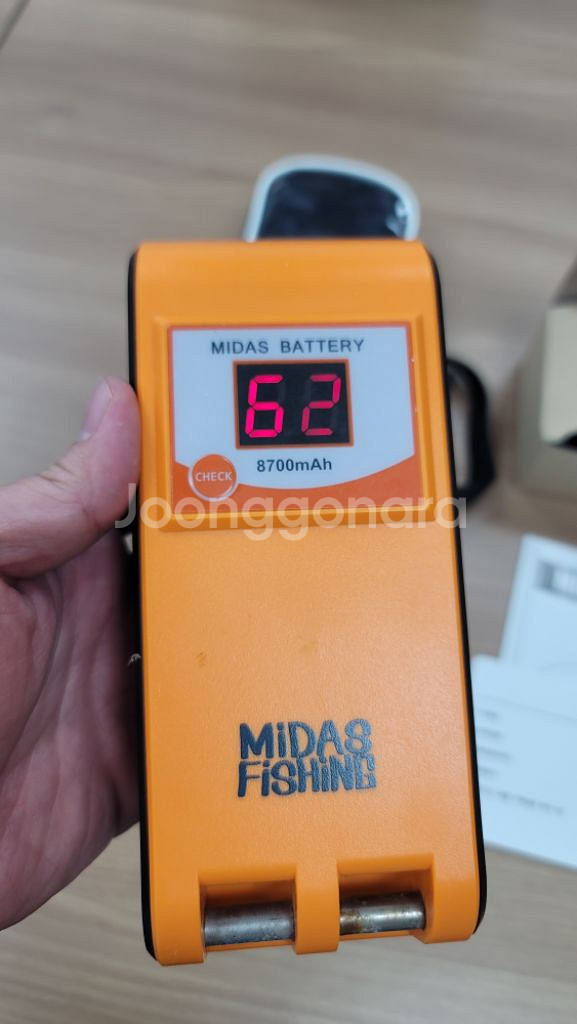 MIDAS BATTERY
62
8700mAh
CHECK
Joonggonara
MiDAS
FiSHiNG